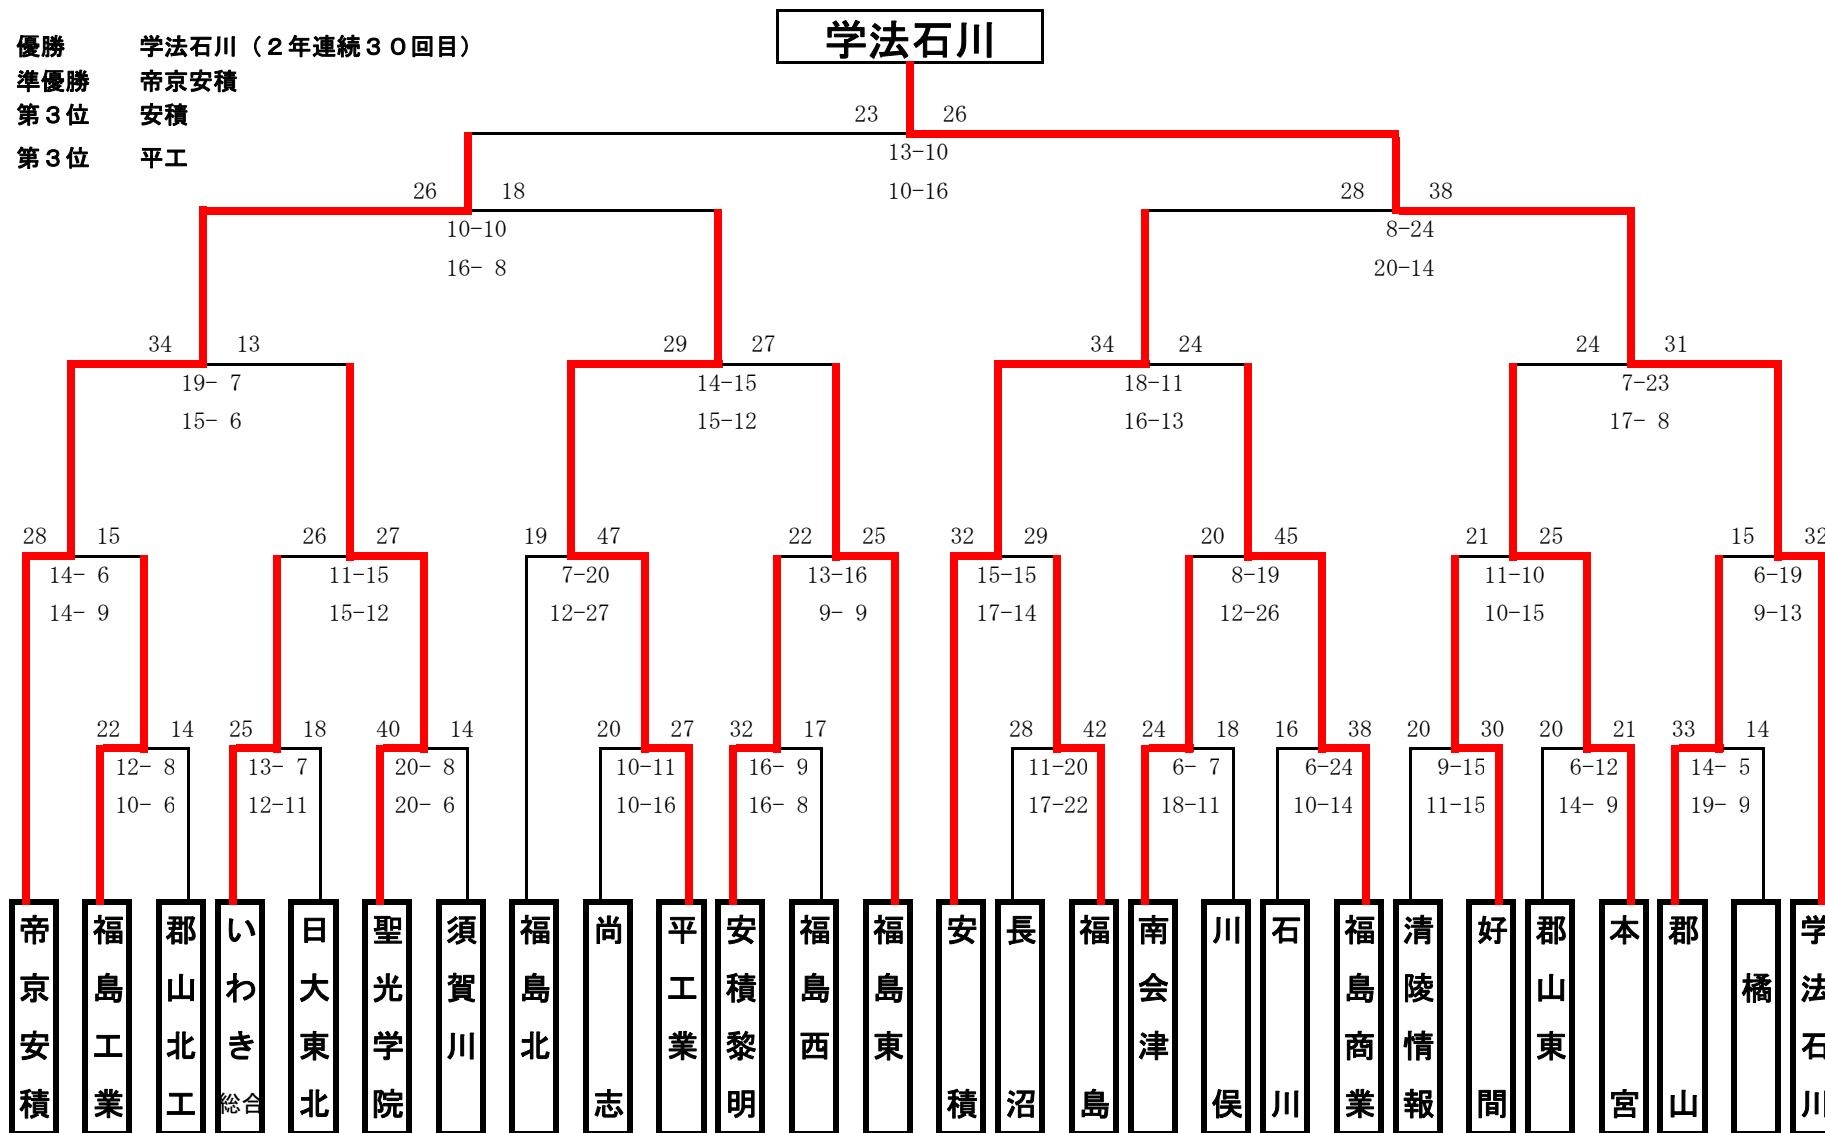 学法石川
優勝 学法石川（２年連続３０回目）
準優勝 帝京安積
第３位 安積
第３位 平工
23 26
13-10
10-16
26 18 28 38
10-10 8-24
16- 8 20-14
34 13 29 27 34 24 24 31
19- 7 14-15 18-11 7-23
15- 6 15-12 16-13 17- 8
28 15 26 27 19 47 22 25 32 29 20 45 21 25 15 32
14- 6 11-15 7-20 13-16 15-15 8-19 11-10 6-19
14- 9 15-12 12-27 9- 9 17-14 12-26 10-15 9-13
22 14 25 18 40 14 20 27 32 17 28 42 24 18 16 38 20 30 20 21 33 14
12- 8 13- 7 20- 8 10-11 16- 9 11-20 6- 7 6-24 9-15 6-12 14- 5
10- 6 12-11 20- 6 10-16 16- 8 17-22 18-11 10-14 11-15 14- 9 19- 9
帝京安積
福島工業
郡山北工
いわき総合
日大東北
聖光学院
須賀川
福島北
尚志
平工業
安積黎明
福島西
福島東
安積
長沼
福島
南会津
川俣
石川
福島商業
清陵情報
好間
郡山東
本宮
郡山
橘
学法石川